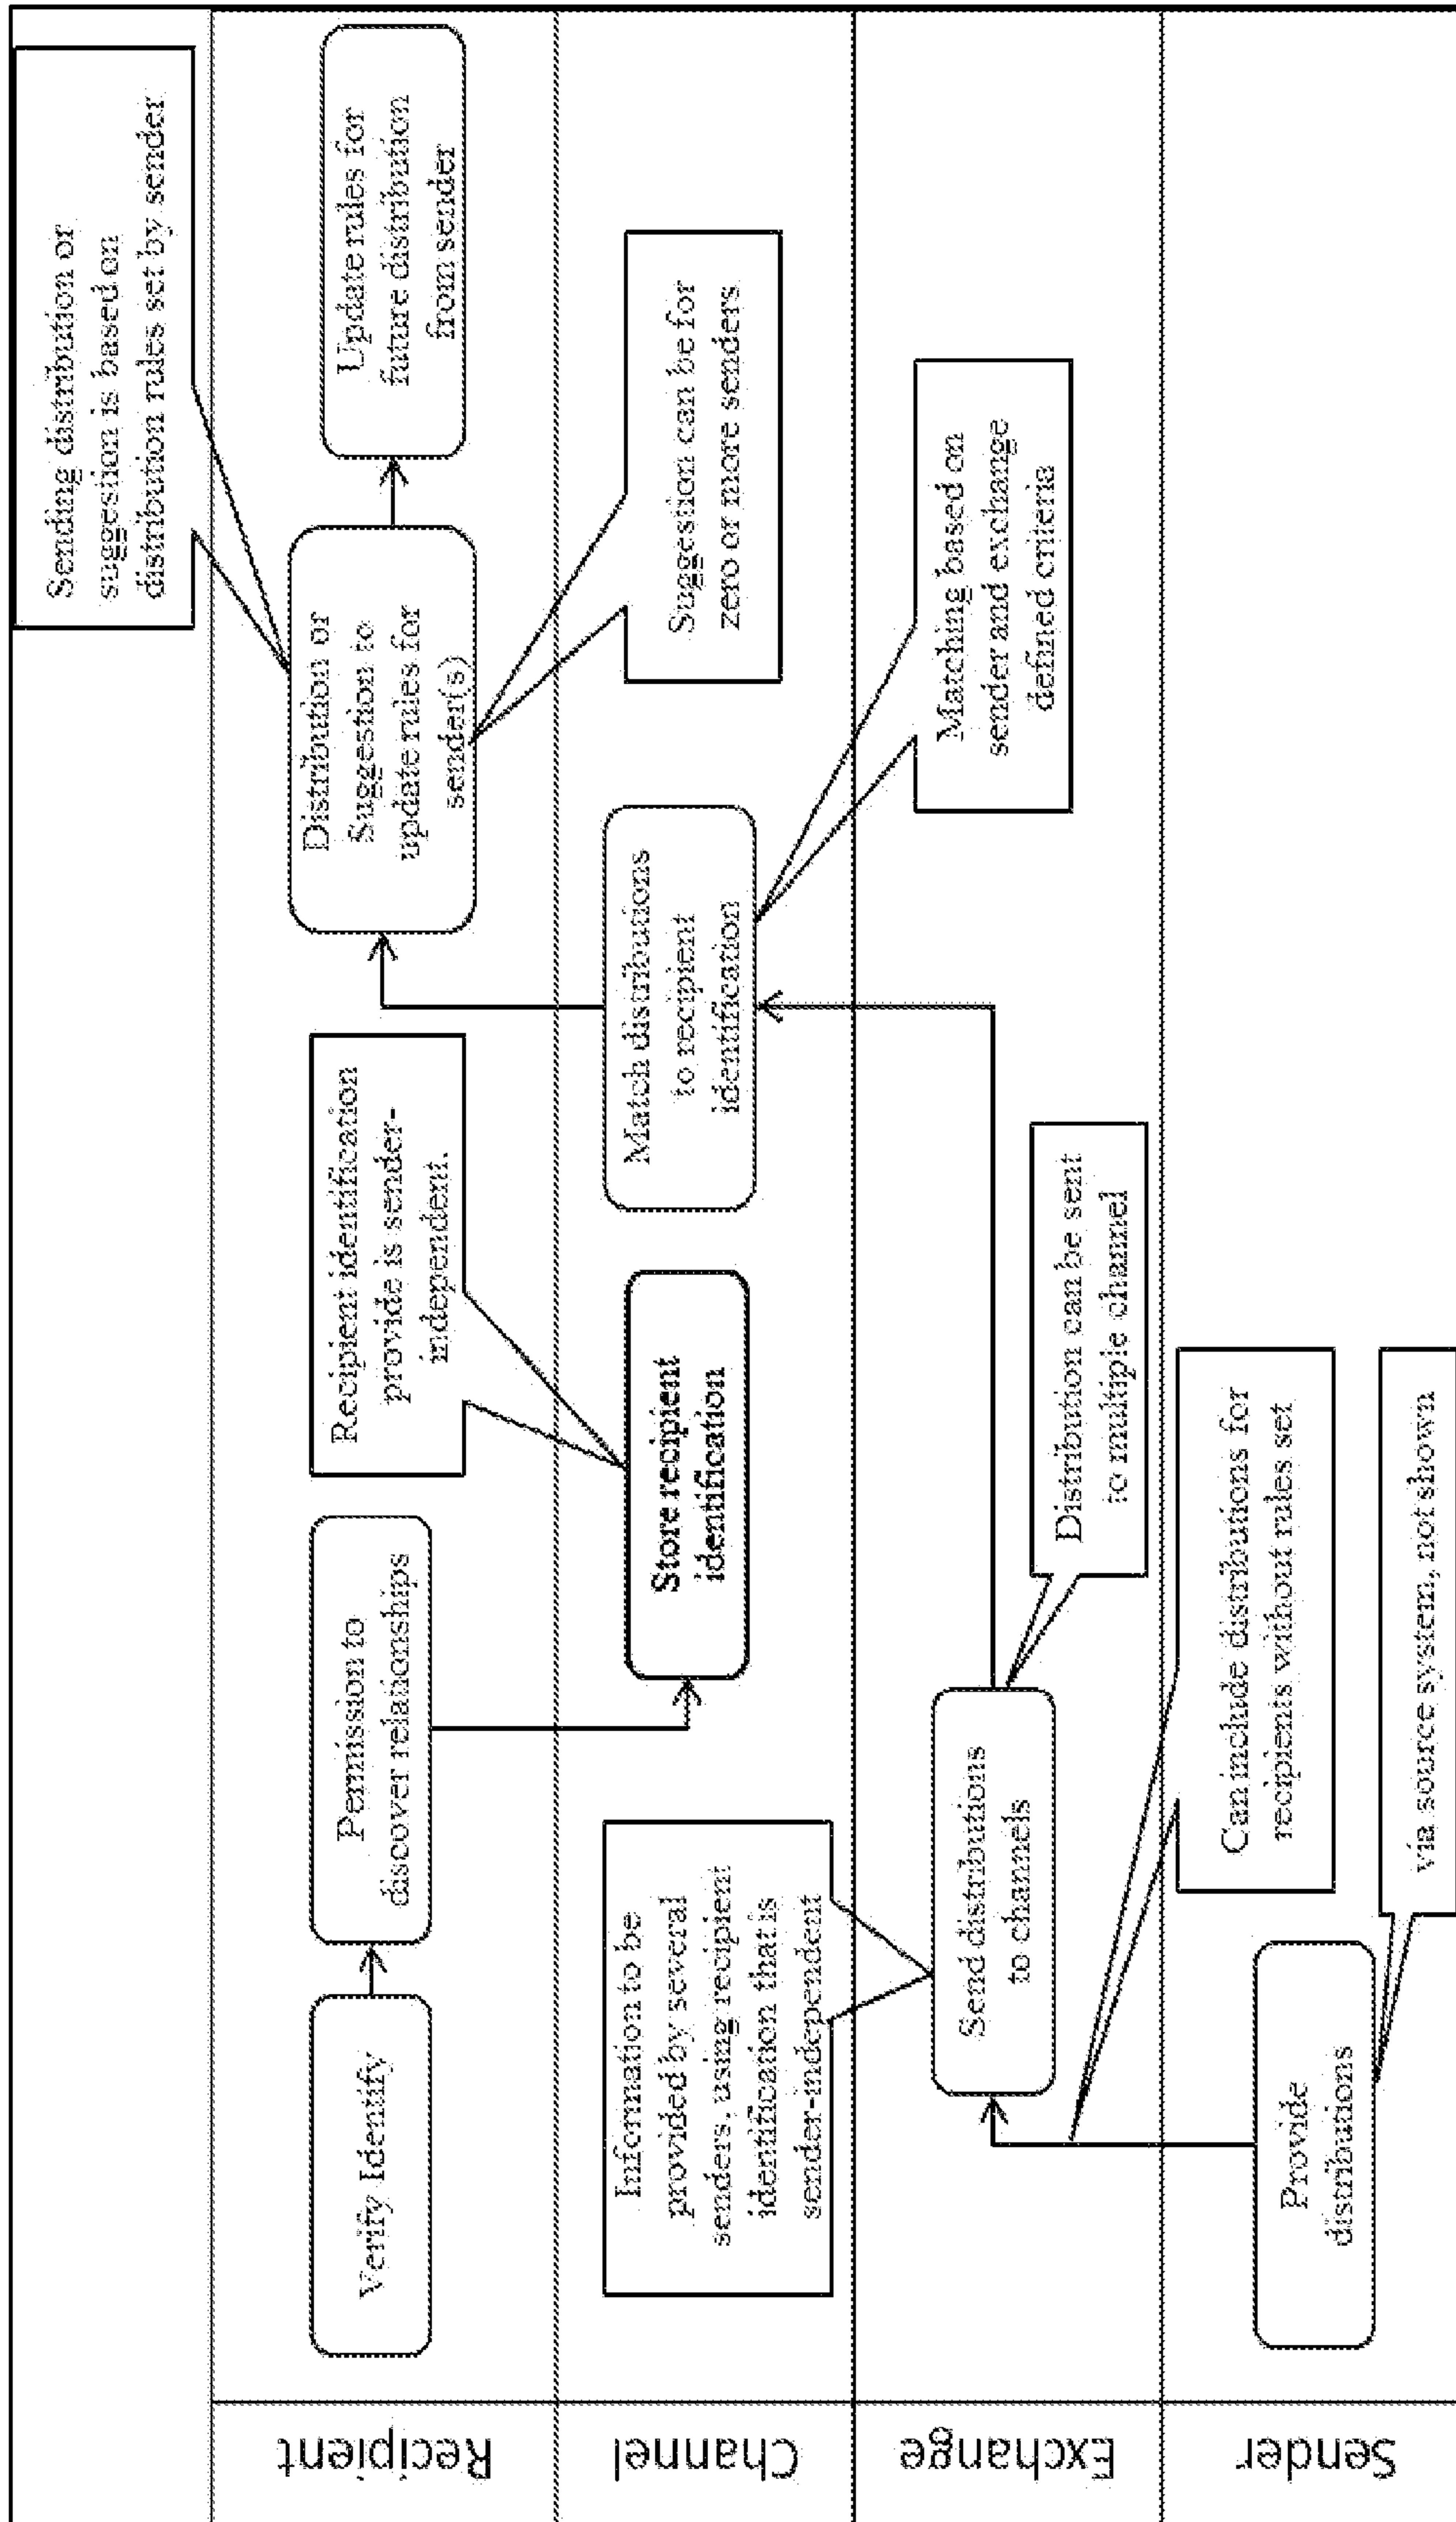 Sending distribution or
suggestion is based on
distribution rules set by sender
Recipient
Verify Identify
Permission to
discover relationships
Recipient identification
provide is sender-
independent.
Distribution or
Suggestion to
update rules for
sender(s)
Update rules for
future distribution
from sender
Channel
Information to be
provided by several
senders, using recipient
identification that is
sender-independent
Store recipient
identification
Match distributions
to recipient
identification
Suggestion can be for
zero or more senders
Exchange
Send distributions
to channels
Distribution can be sent
to multiple channel
Matching based on
sender and exchange
defined criteria
Sender
Provide
distributions
Can include distributions for
recipients without rules set
via source system, not shown